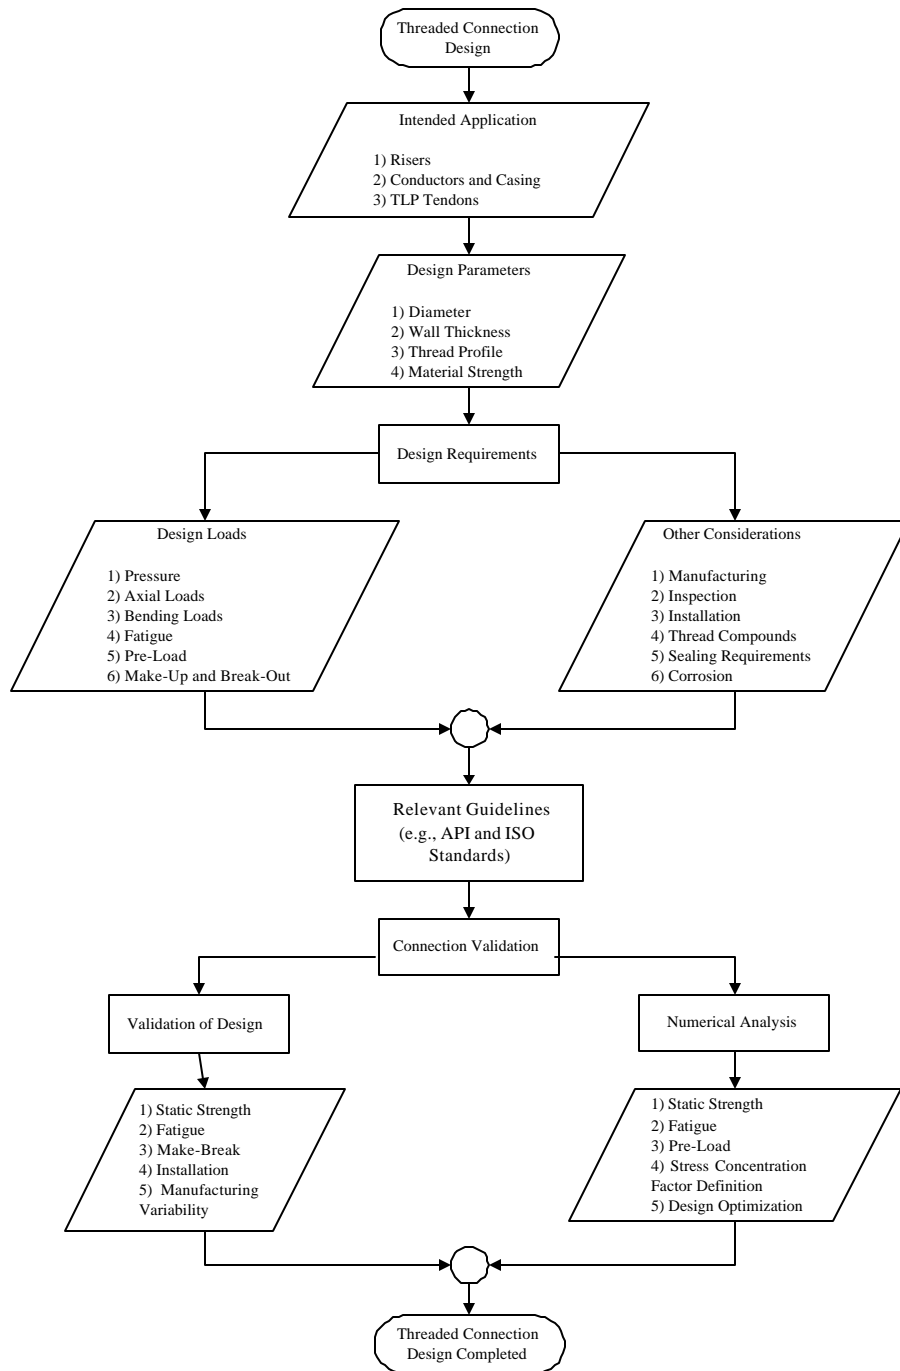 Threaded Connection
Design
Intended Application
1) Risers
2) Conductors and Casing
3) TLP Tendons
Design Parameters
1) Diameter
2) Wall Thickness
3) Thread Profile
4) Material Strength
Design Requirements
Design Loads
1) Pressure
2) Axial Loads
3) Bending Loads
4) Fatigue
5) Pre-Load
6) Make-Up and Break-Out
Other Considerations
1) Manufacturing
2) Inspection
3) Installation
4) Thread Compounds
5) Sealing Requirements
6) Corrosion
Relevant Guidelines
(e.g., API and ISO
Standards)
Connection Validation
Validation of Design
Numerical Analysis
1) Static Strength
2) Fatigue
3) Make-Break
4) Installation
5) Manufacturing
Variability
1) Static Strength
2) Fatigue
3) Pre-Load
4) Stress Concentration
Factor Definition
5) Design Optimization
Threaded Connection
Design Completed